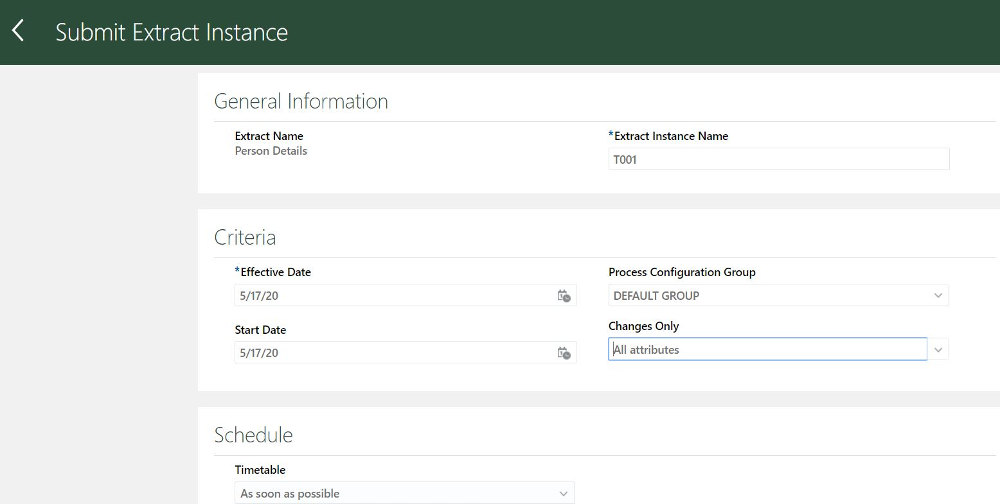 Submit Extract Instance
General Information
Extract Name
Person Details
*Extract Instance Name
T001
Criteria
*Effective Date
5/17/20
Process Configuration Group
DEFAULT GROUP
Start Date
5/17/20
Changes Only
All attributes
Schedule
Timetable
As soon as possible